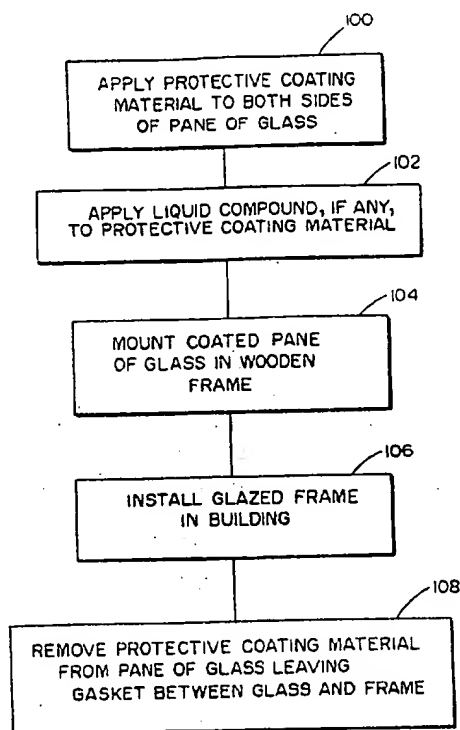 100
APPLY PROTECTIVE COATING
MATERIAL TO BOTH SIDES
OF PANE OF GLASS
102
APPLY LIQUID COMPOUND, IF ANY,
TO PROTECTIVE COATING MATERIAL
104
MOUNT COATED PANE
OF GLASS IN WOODEN
FRAME
106
INSTALL GLAZED FRAME
IN BUILDING
108
REMOVE PROTECTIVE COATING MATERIAL
FROM PANE OF GLASS LEAVING
GASKET BETWEEN GLASS AND FRAME